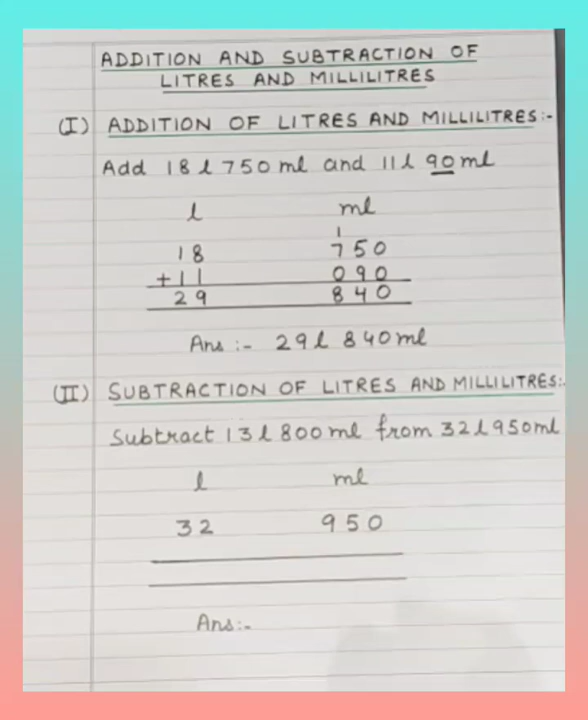 ADDITION AND SUBTRACTION OF
LITRES AND MILLILITRES
(I) ADDITION OF LITRES AND MILLILITRES:-
Add 18 l 750 ml and 11 l 90 ml
l ml
1
18 750
+11 090
29 840
Ans :- 29 l 840 ml
(II) SUBTRACTION OF LITRES AND MILLILITRES:-
Subtract 13 l 800 ml from 32 l 950 ml
l ml
32 950
Ans:-